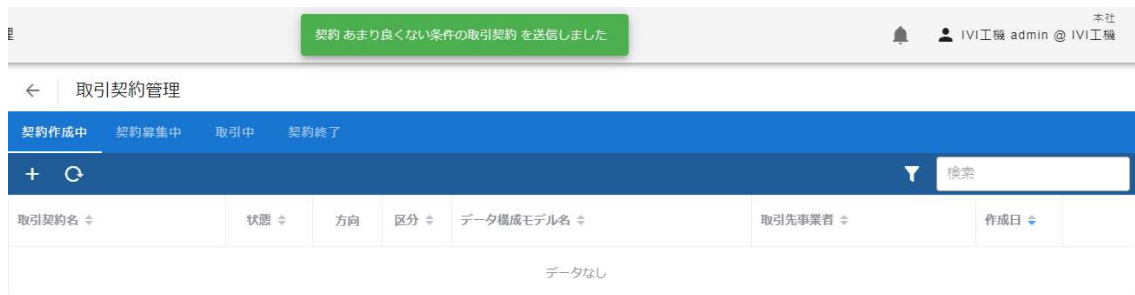 理
契約 あまり良くない条件の取引契約 を送信しました
本社
IVI工機 admin @ IVI工機
取引契約管理
契約作成中 契約募集中 取引中 契約終了
検索
取引契約名 状態 方向 区分 データ構成モデル名 取引先事業者 作成日
データなし